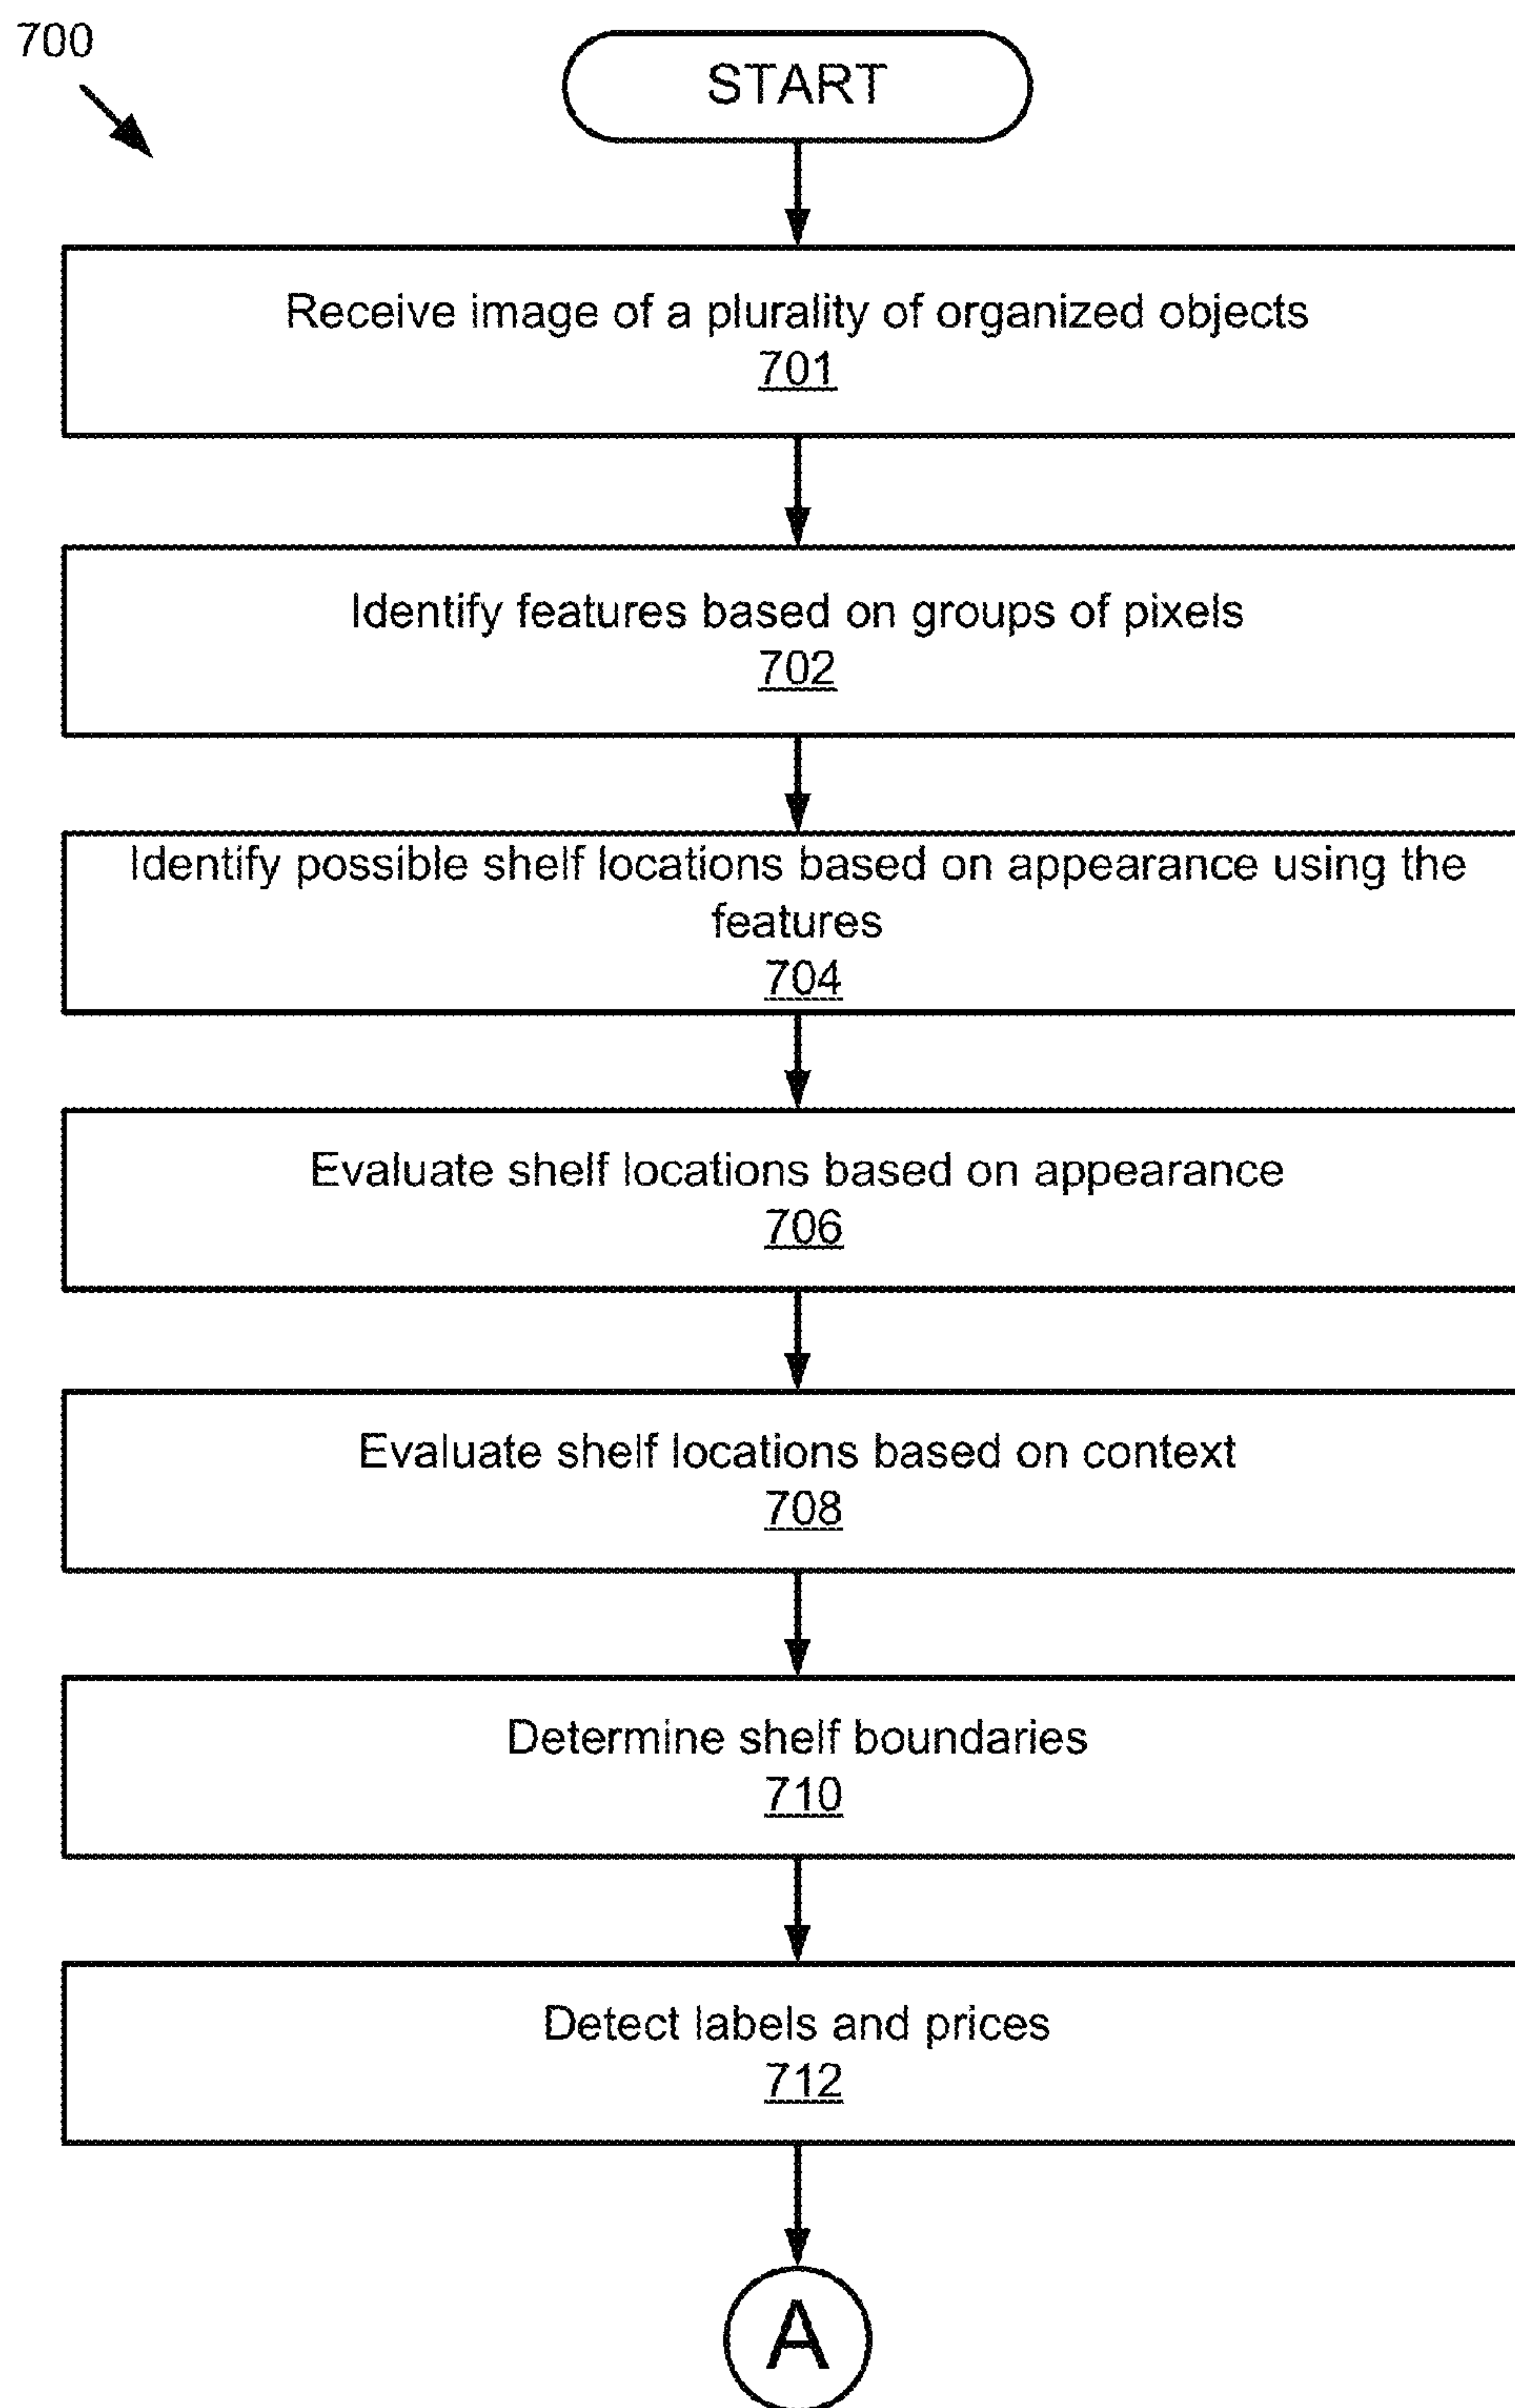 700
START
Receive image of a plurality of organized objects
701
Identify features based on groups of pixels
702
Identify possible shelf locations based on appearance using the
features
704
Evaluate shelf locations based on appearance
706
Evaluate shelf locations based on context
708
Determine shelf boundaries
710
Detect labels and prices
712
A